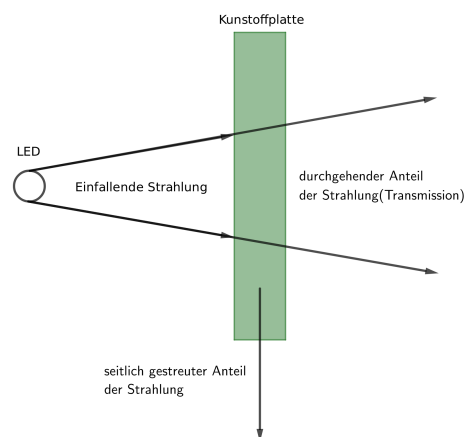 Kunstoffplatte
LED
Einfallende Strahlung
durchgehender Anteil
der Strahlung(Transmission)
seitlich gestreuter Anteil
der Strahlung